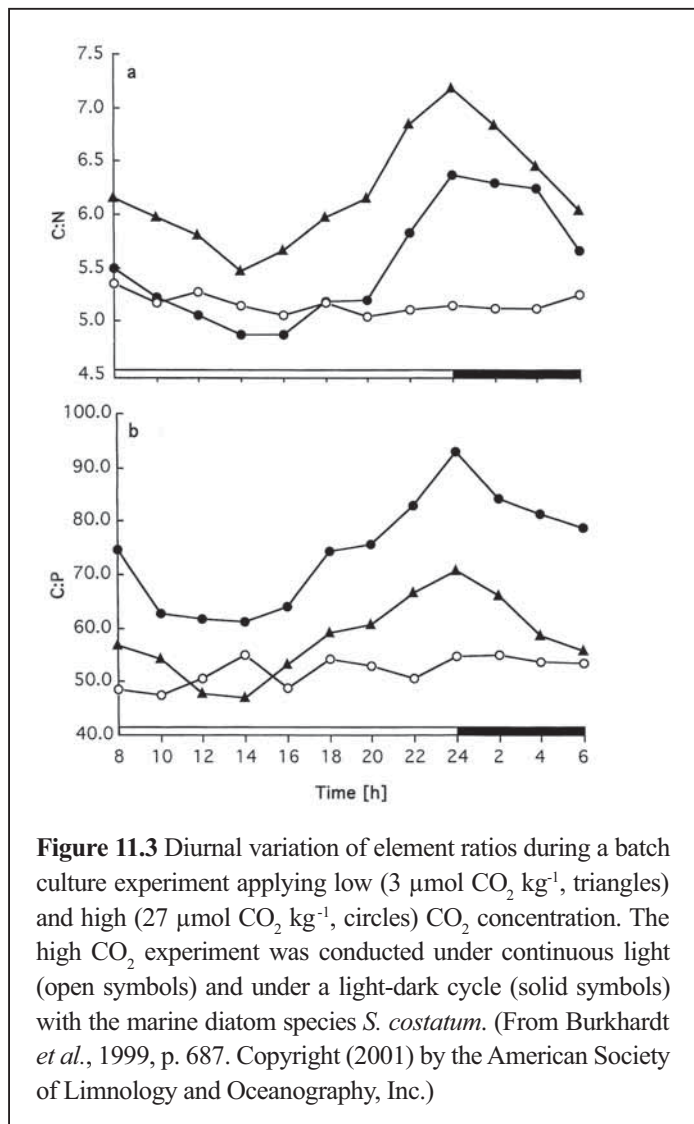 7.5
a
7.0
6.5
6.0
C:N
5.5
5.0
4.5
100.0
b
90.0
80.0
C:P
70.0
60.0
50.0
40.0
8 10 12 14 16 18 20 22 24 2 4 6
Time [h]
Figure 11.3 Diurnal variation of element ratios during a batch
culture experiment applying low (3 µmol CO₂ kg⁻¹, triangles)
and high (27 µmol CO₂ kg⁻¹, circles) CO₂ concentration. The
high CO₂ experiment was conducted under continuous light
(open symbols) and under a light-dark cycle (solid symbols)
with the marine diatom species S. costatum. (From Burkhardt
et al., 1999, p. 687. Copyright (2001) by the American Society
of Limnology and Oceanography, Inc.)